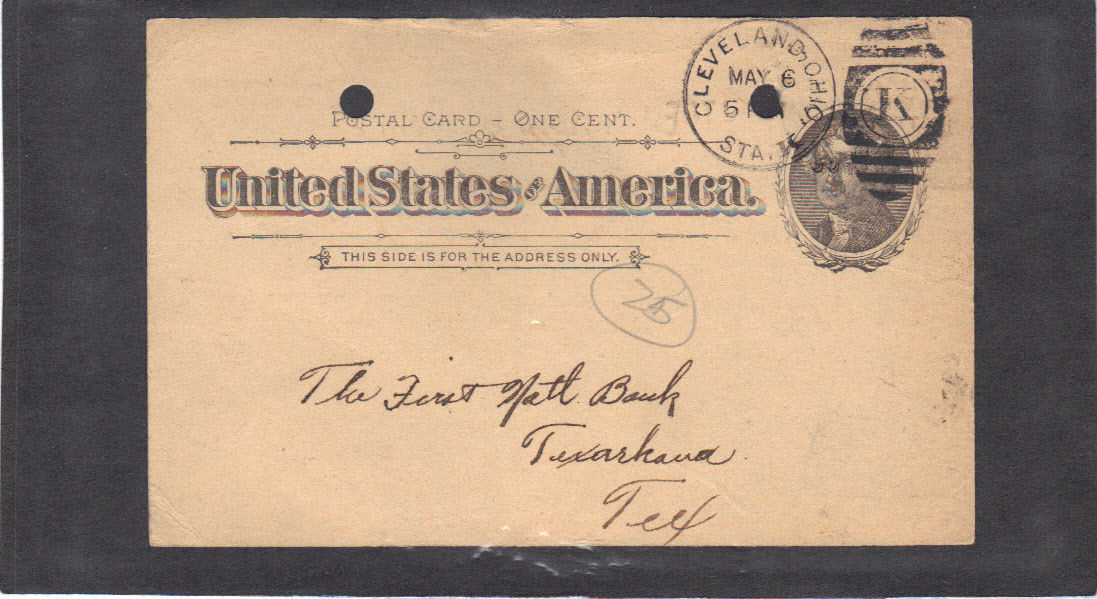 POSTAL CARD – ONE CENT.
United States OF America.
THIS SIDE IS FOR THE ADDRESS ONLY.
CLEVELAND, OHIO.
MAY 6
5 P
STA. K
K
25
The First Natl. Bank
Texarkana
Tex